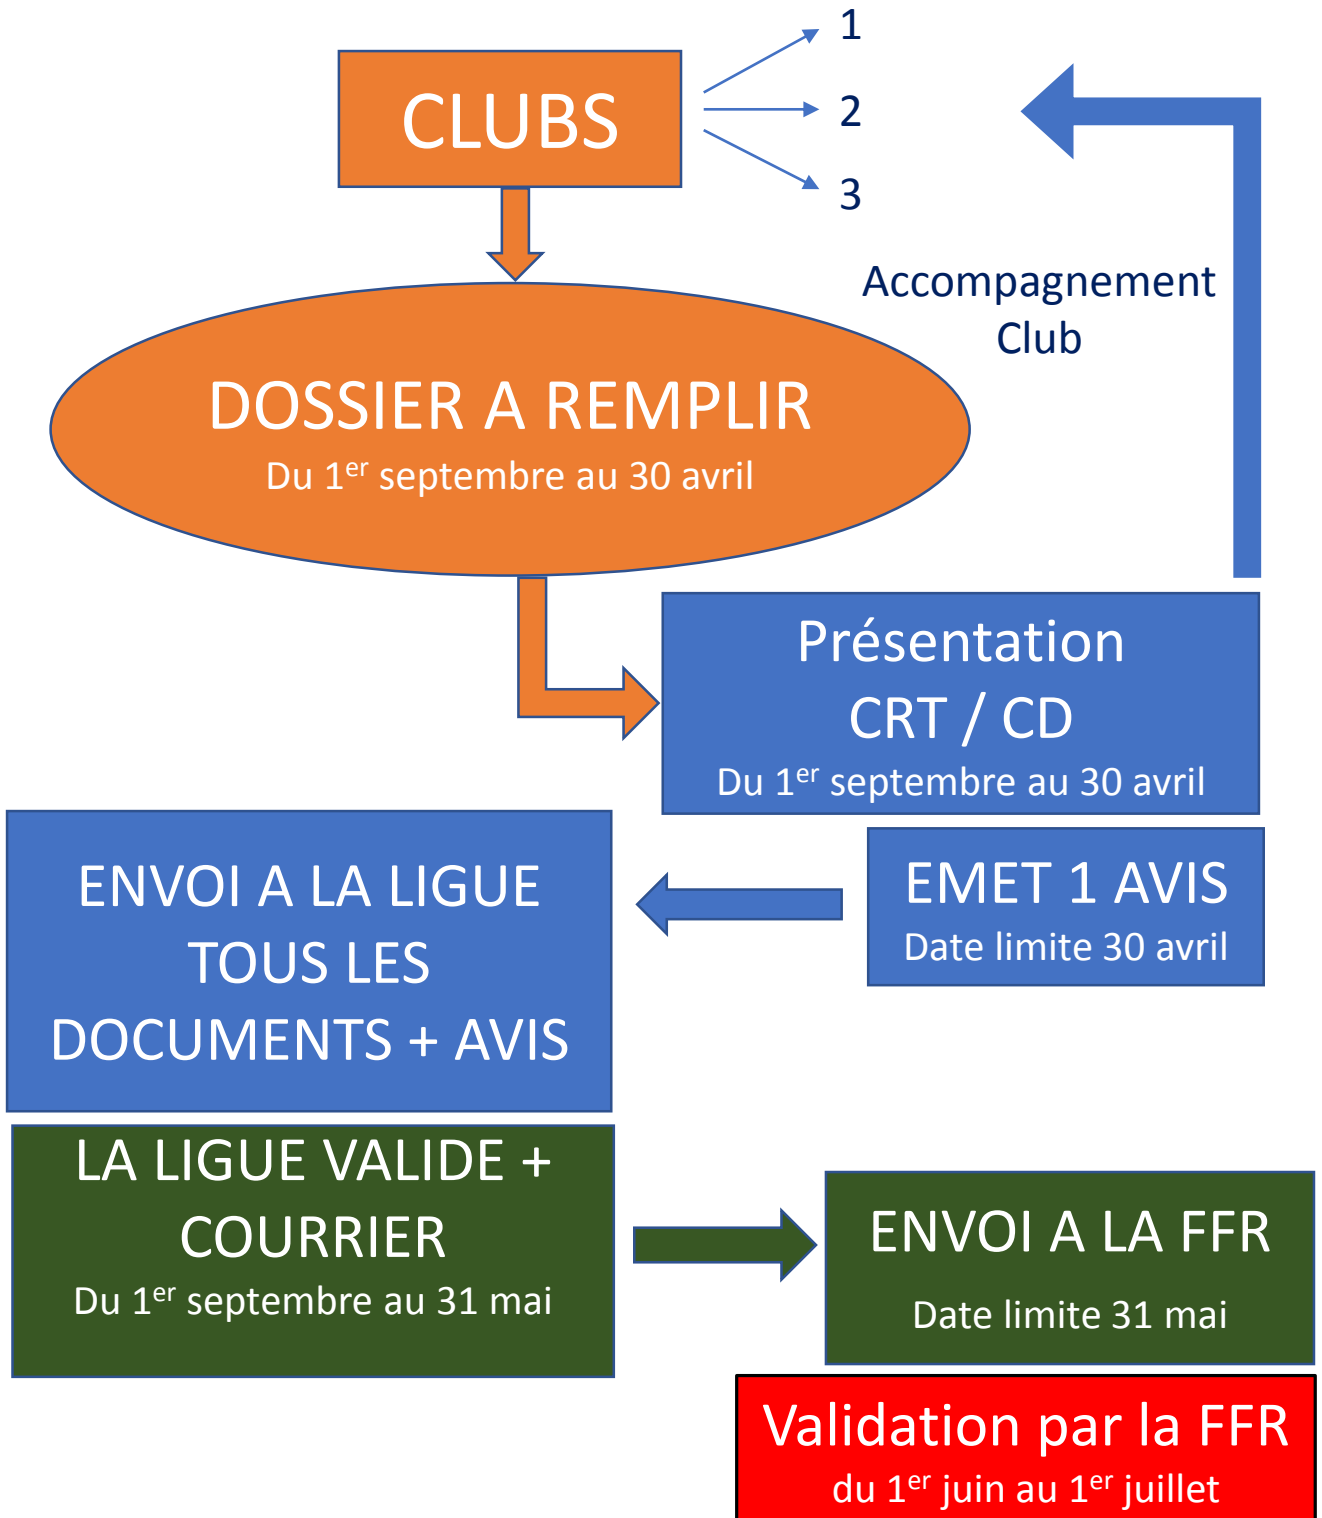 1
CLUBS
2
3
Accompagnement
Club
DOSSIER A REMPLIR
Du 1er septembre au 30 avril
Présentation
CRT / CD
Du 1er septembre au 30 avril
EMET 1 AVIS
Date limite 30 avril
ENVOI A LA LIGUE
TOUS LES
DOCUMENTS + AVIS
LA LIGUE VALIDE +
COURRIER
Du 1er septembre au 31 mai
ENVOI A LA FFR
Date limite 31 mai
Validation par la FFR
du 1er juin au 1er juillet